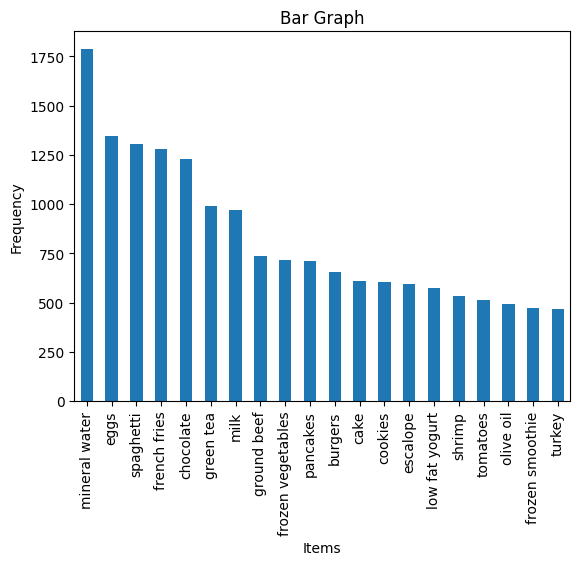 Bar Graph
Frequency
1750
1500
1250
1000
750
500
250
0
mineral water
eggs
spaghetti
french fries
chocolate
green tea
milk
ground beef
frozen vegetables
pancakes
burgers
cake
cookies
escalope
low fat yogurt
shrimp
tomatoes
olive oil
frozen smoothie
turkey
Items